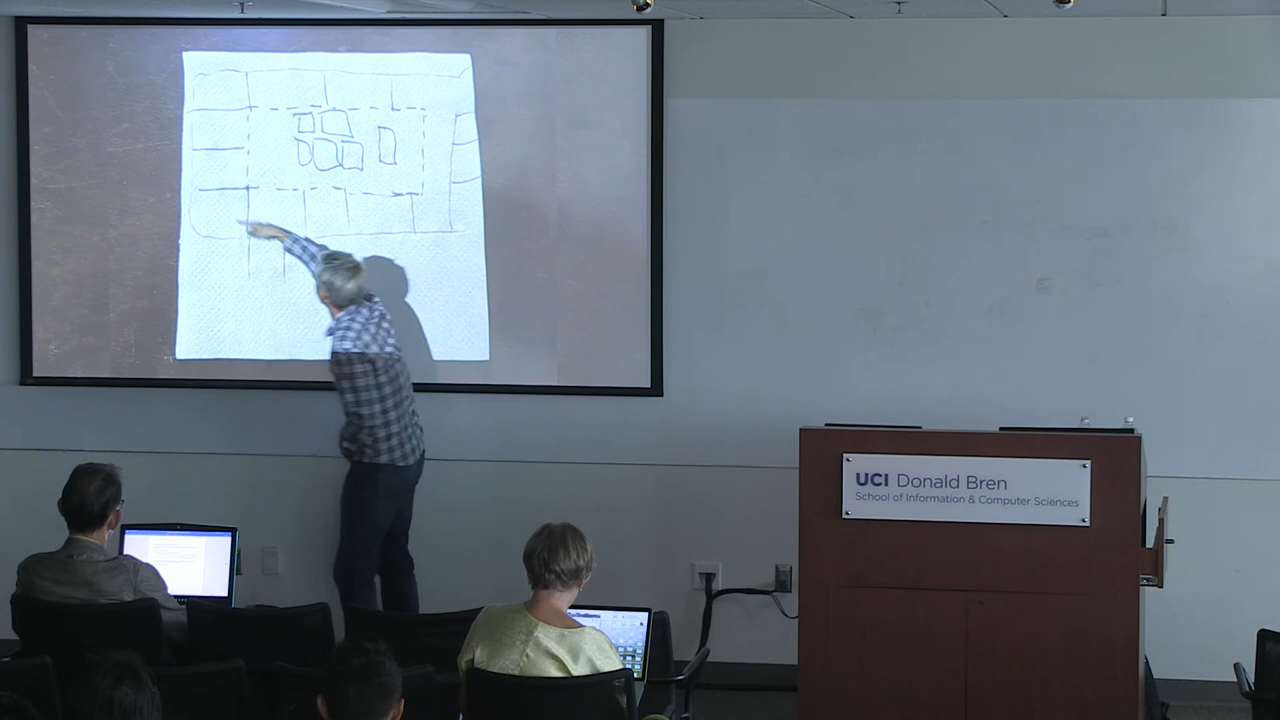 UCI Donald Bren
School of Information & Computer Sciences